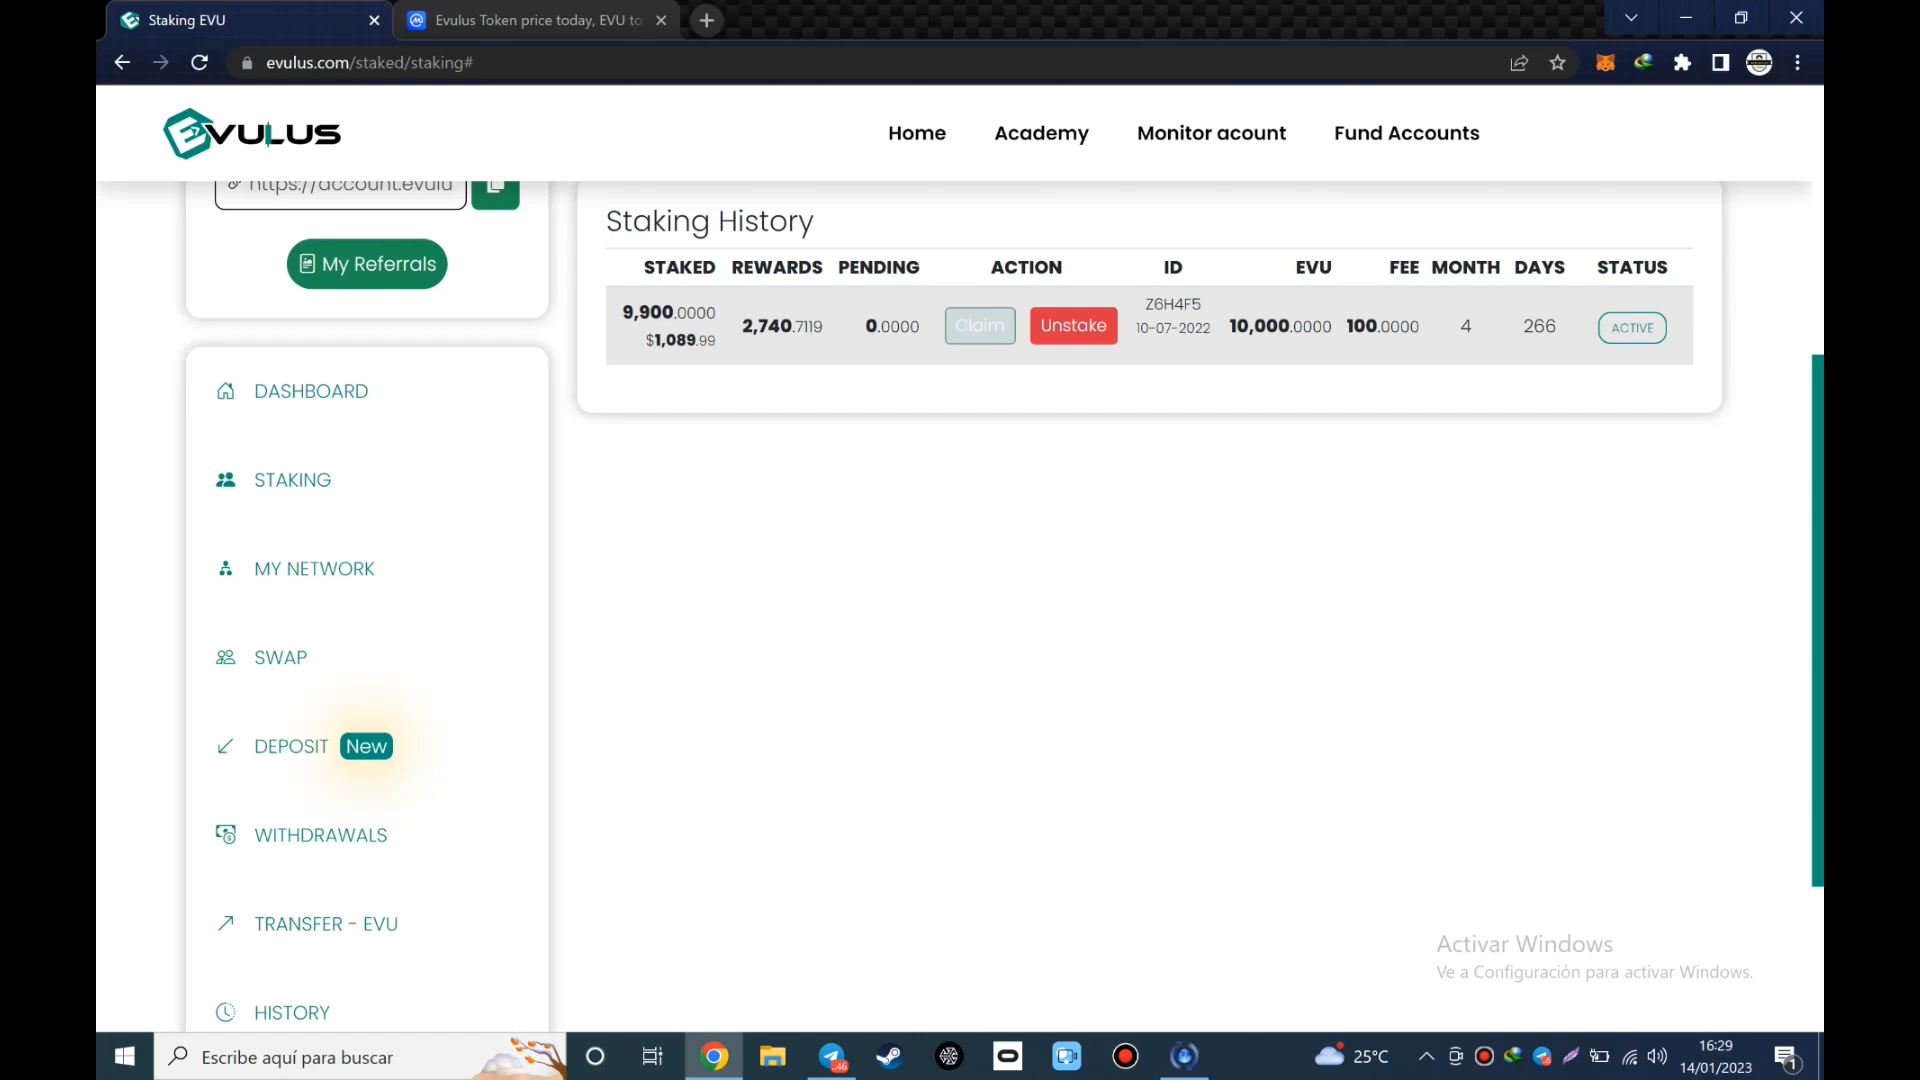 Staking EVU
Evulus Token price today, EVU to
evulus.com/staked/staking#
EVULUS
Home Academy Monitor acount Fund Accounts
https://account.evulu
My Referrals
Staking History
STAKED REWARDS PENDING ACTION ID EVU FEE MONTH DAYS STATUS
9,900.0000
$1,089.99
2,740.7119
0.0000
Claim
Unstake
Z6H4F5
10-07-2022
10,000.0000
100.0000
4
266
ACTIVE
DASHBOARD
STAKING
MY NETWORK
SWAP
DEPOSIT New
WITHDRAWALS
TRANSFER - EVU
HISTORY
Activar Windows
Ve a Configuración para activar Windows.
Escribe aquí para buscar
46
25°C
16:29
14/01/2023
1